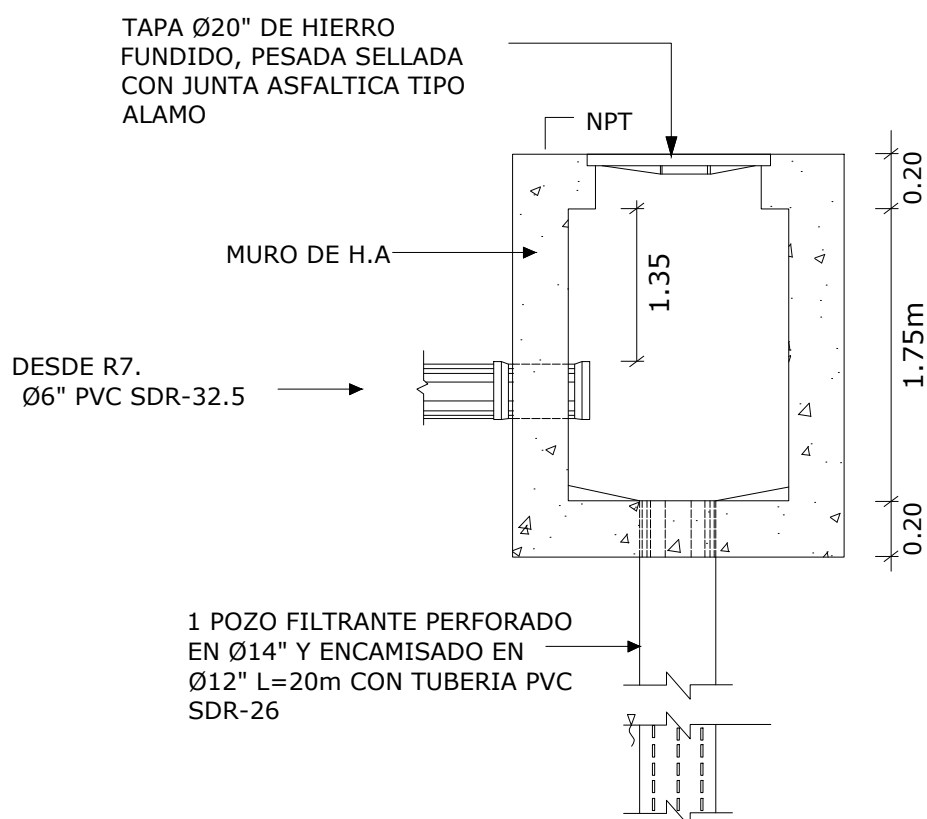 TAPA Ø20" DE HIERRO
FUNDIDO, PESADA SELLADA
CON JUNTA ASFALTICA TIPO
ALAMO
NPT
0.20
MURO DE H.A
1.35
1.75m
DESDE R7.
Ø6" PVC SDR-32.5
0.20
1 POZO FILTRANTE PERFORADO
EN Ø14" Y ENCAMISADO EN
Ø12" L=20m CON TUBERIA PVC
SDR-26